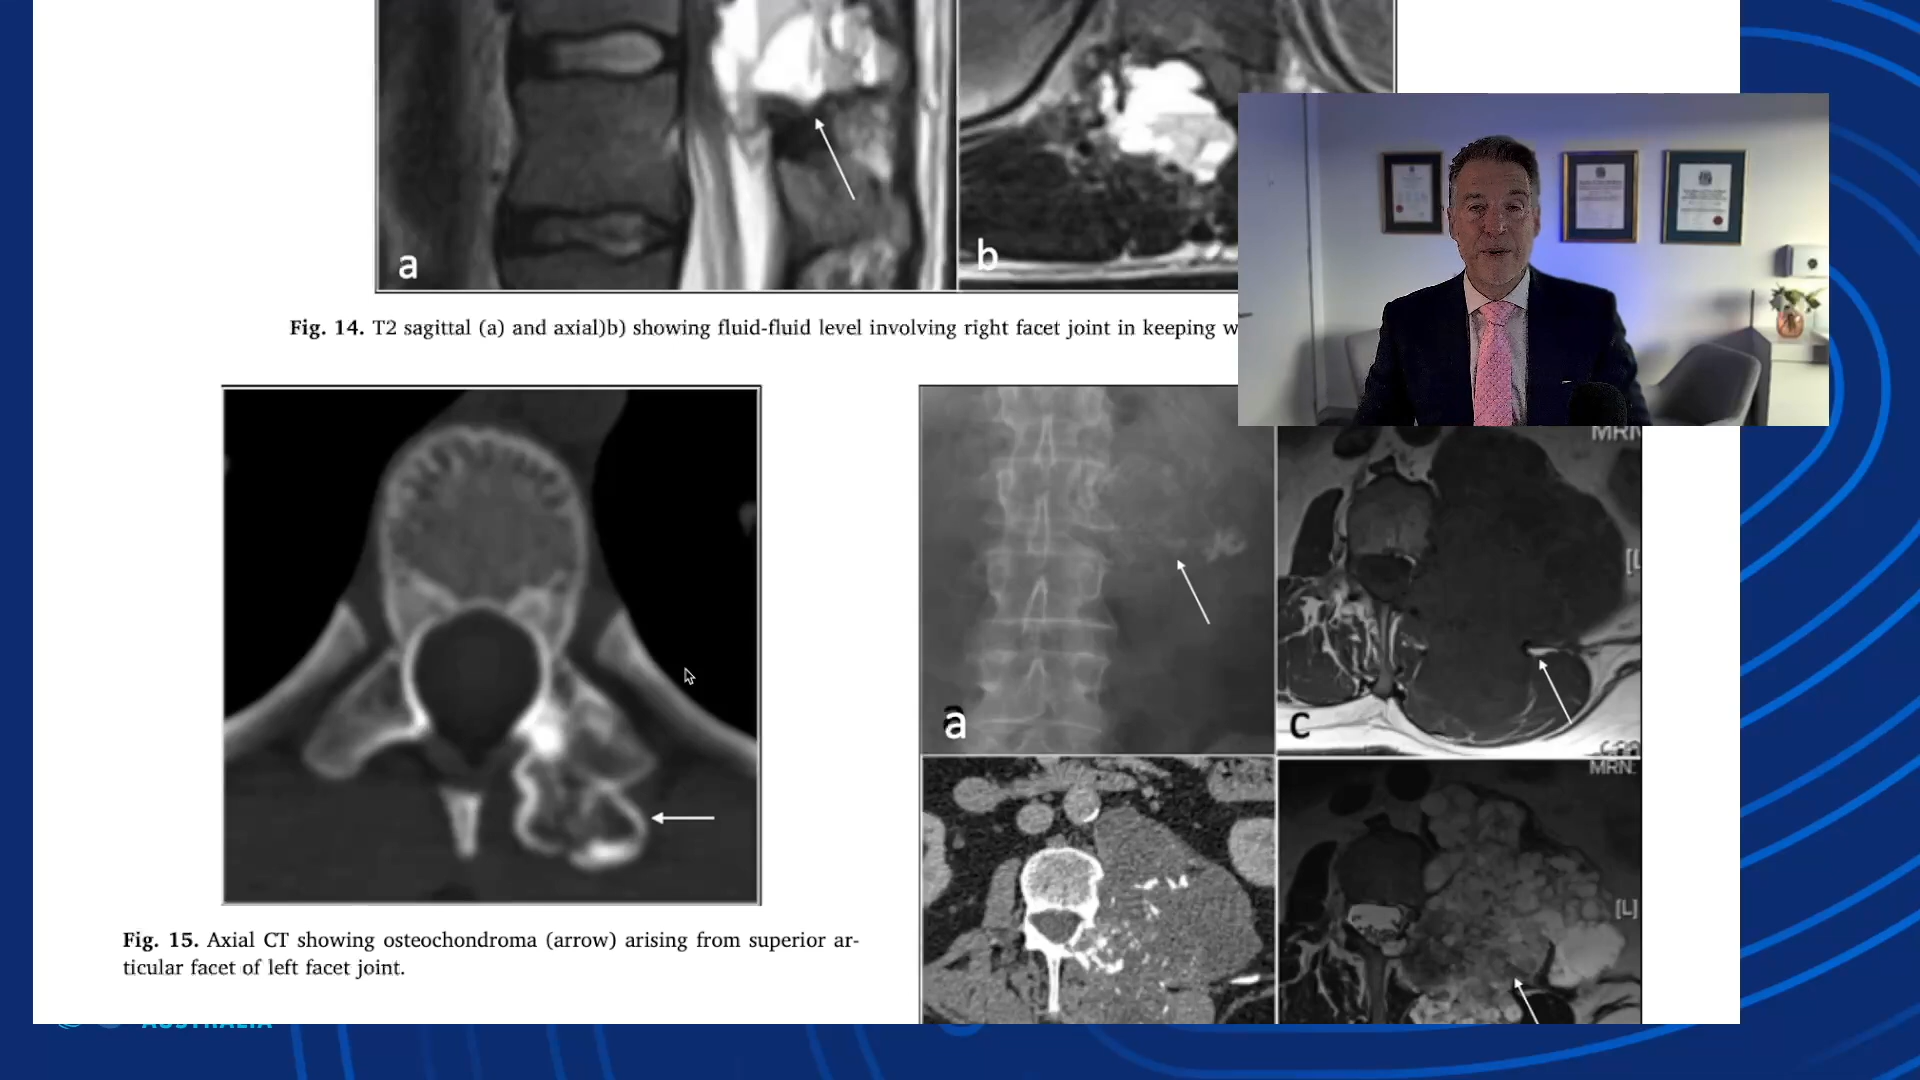 a
b
Fig. 14. T2 sagittal (a) and axial)b) showing fluid-fluid level involving right facet joint in keeping w
MRN
[L
a
c
MRN:
[L]
Fig. 15. Axial CT showing osteochondroma (arrow) arising from superior ar-
ticular facet of left facet joint.
AUSTRALIA